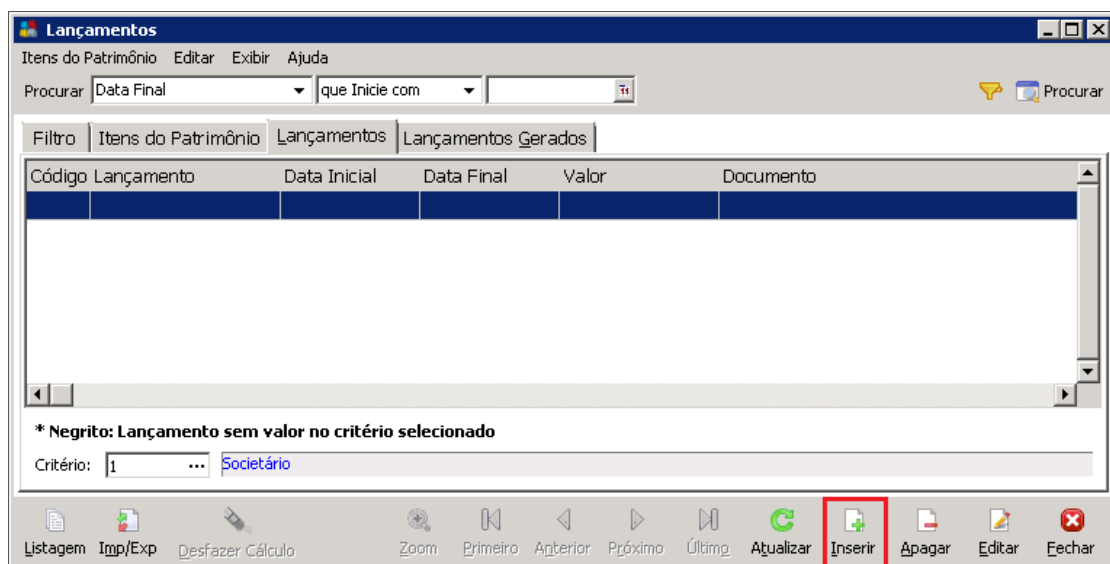 Lançamentos
Itens do Patrimônio Editar Exibir Ajuda
Procurar Data Final que Inicie com Procurar
Filtro Itens do Patrimônio Lançamentos Lançamentos Gerados
Código Lançamento Data Inicial Data Final Valor Documento
* Negrito: Lançamento sem valor no critério selecionado
Critério: 1 ... Societário
Listagem Imp/Exp Desfazer Cálculo Zoom Primeiro Anterior Próximo Último Atualizar Inserir Apagar Editar Fechar